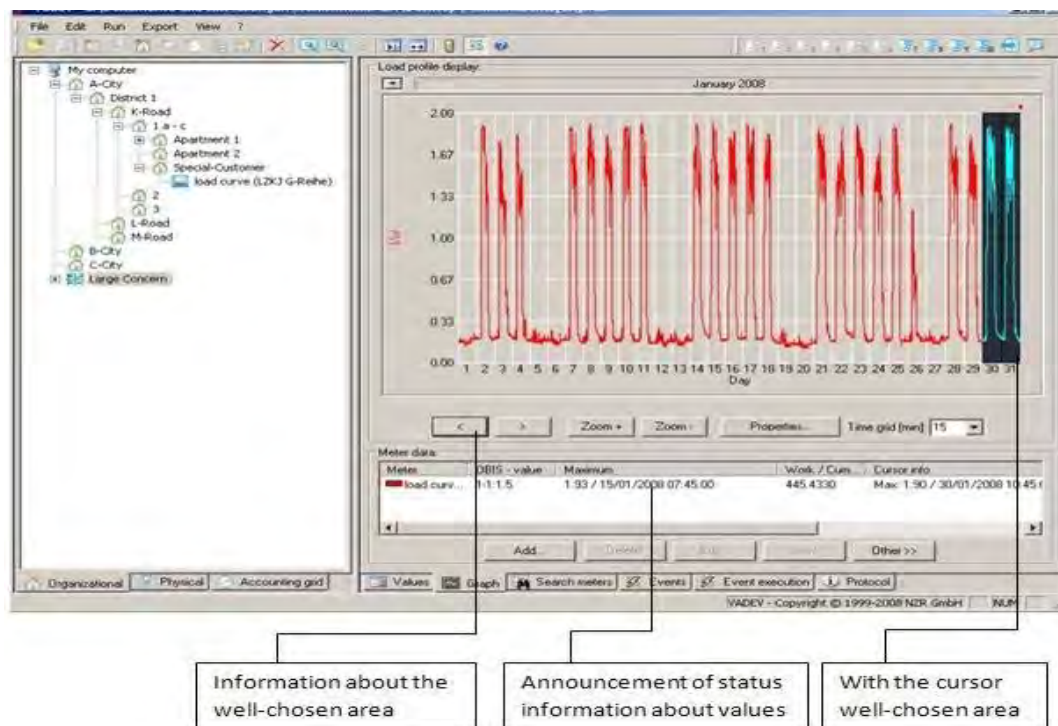 File Edit Run Export View ?
My computer
A-City
District 1
K-Road
1 a - c
Apartment 1
Apartment 2
Special-Customer
load curve (LZKJ G-Reihe)
2
3
L-Road
M-Road
B-City
C-City
Large Concern
Organizational Physical Accounting grid
Load profile display:
January 2008
2.00
1.67
1.33
1.00
0.67
0.33
0.00
1 2 3 4 5 6 7 8 9 10 11 12 13 14 15 16 17 18 19 20 21 22 23 24 25 26 27 28 29 30 31
Day
< > Zoom + Zoom - Properties... Time grid [min] 15
Meter data:
Meter OBIS - value Maximum Work / Cum... Cursor info
load curv... 1-1:1.5 1.93 / 15/01/2008 07:45:00 445.4330 Max: 1.90 / 30/01/2008 10:45:0
Add... Delete Other >>
Values Graph Search meters Events Event execution Protocol
VADEV - Copyright © 1999-2008 NZR GmbH NUM
Information about the
well-chosen area
Announcement of status
information about values
With the cursor
well-chosen area